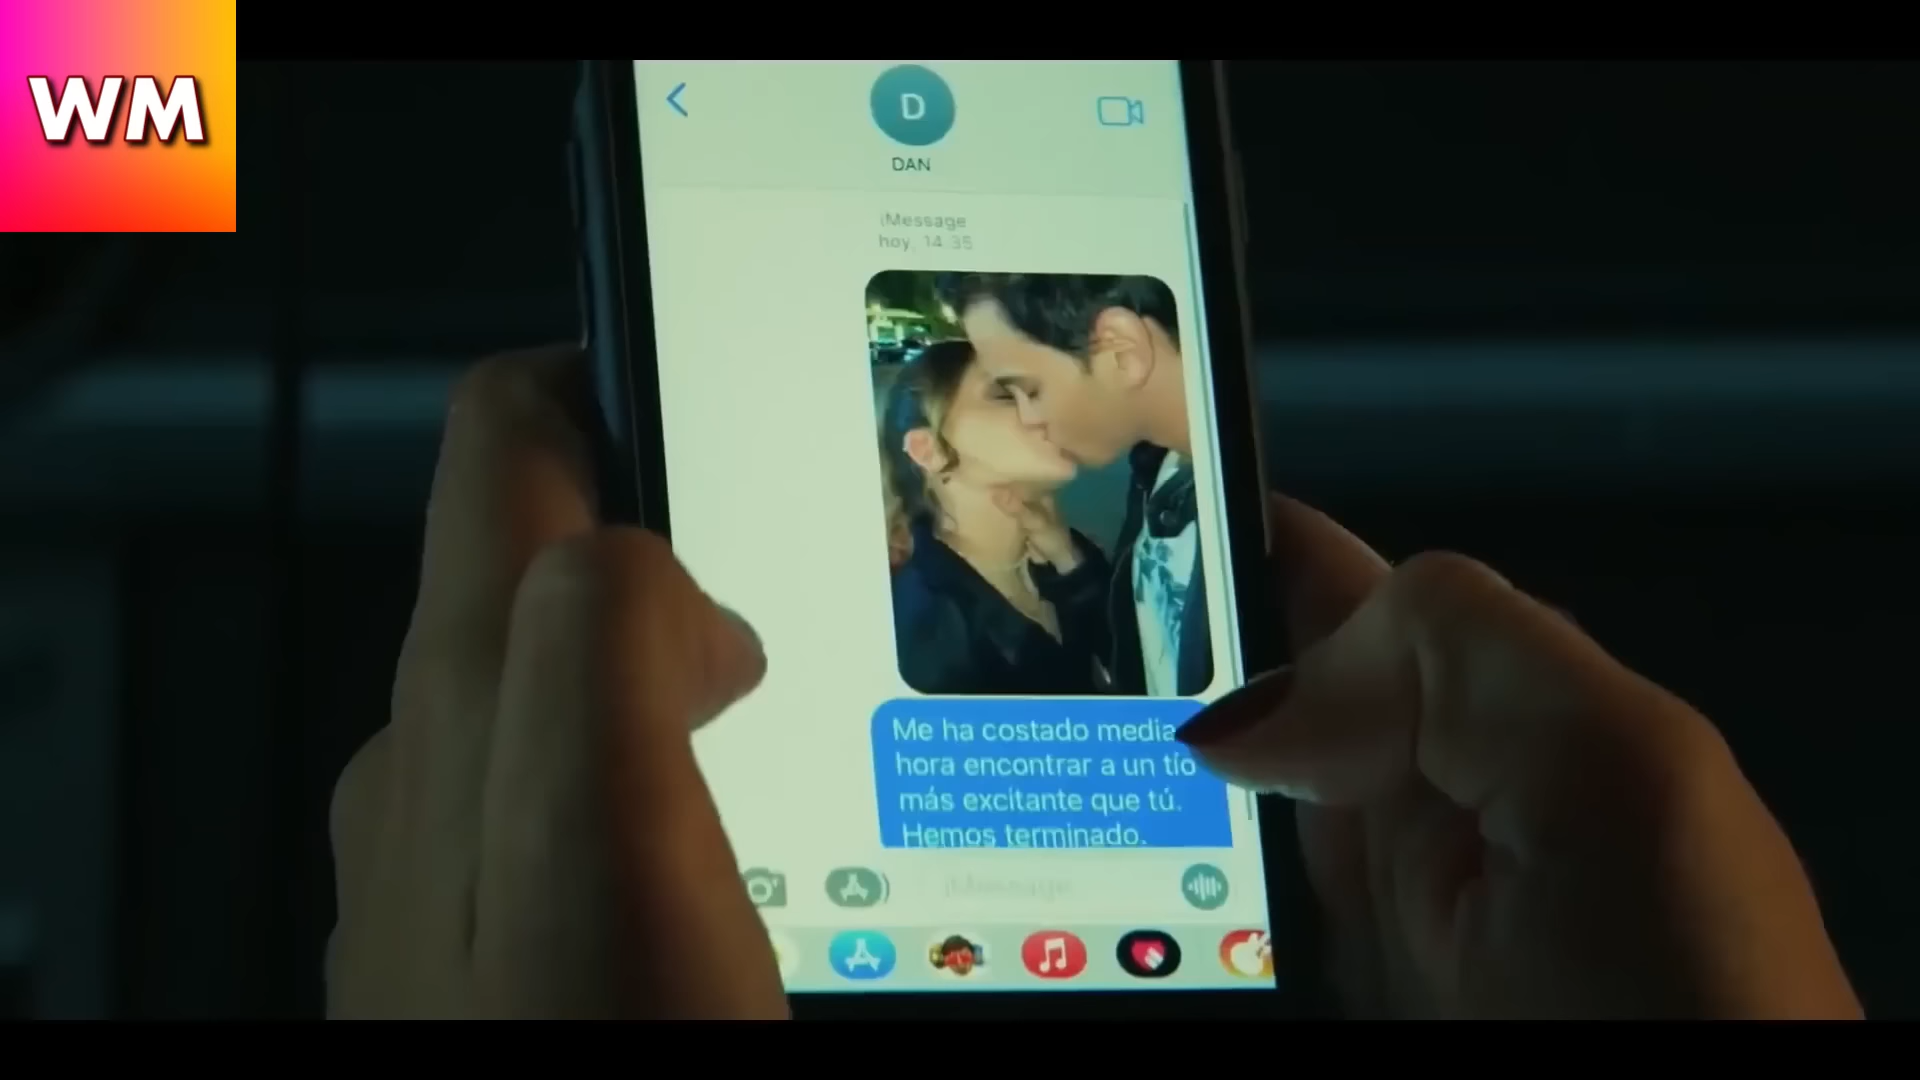 WM
D
DAN
iMessage
hoy, 14.35
Me ha costado media
hora encontrar a un tío
más excitante que tú.
Hemos terminado.
iMessage